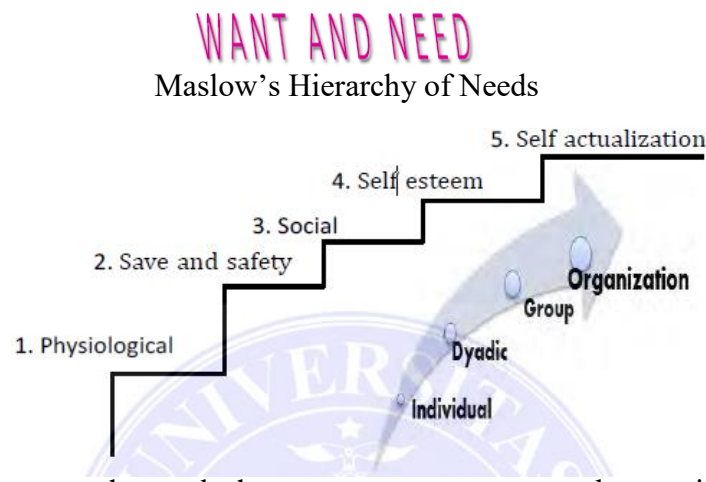 WANT AND NEED
Maslow's Hierarchy of Needs
5. Self actualization
4. Self esteem
3. Social
2. Save and safety
1. Physiological
Organization
Group
Dyadic
Individual
UNIVERSITAS